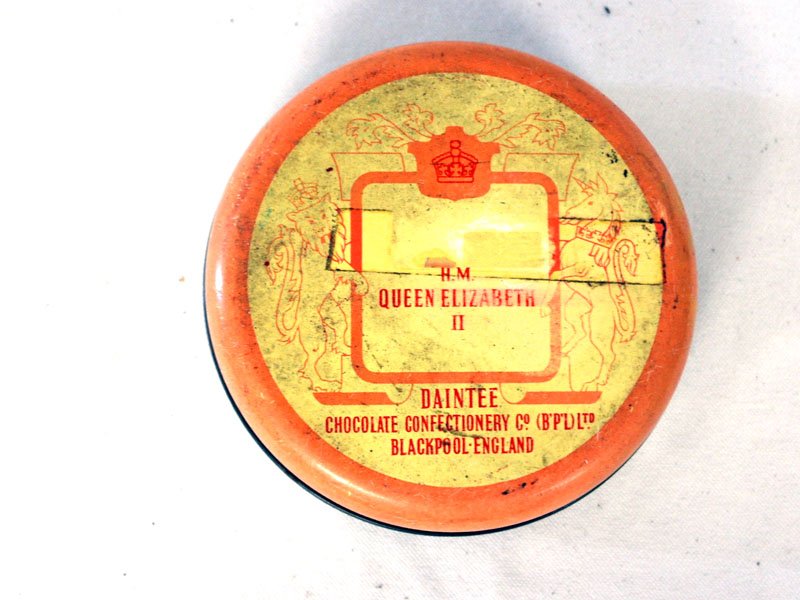 H.M.
QUEEN ELIZABETH
II
DAINTEE
CHOCOLATE CONFECTIONERY Cº (B'P'L) Lᵀᴰ
BLACKPOOL·ENGLAND